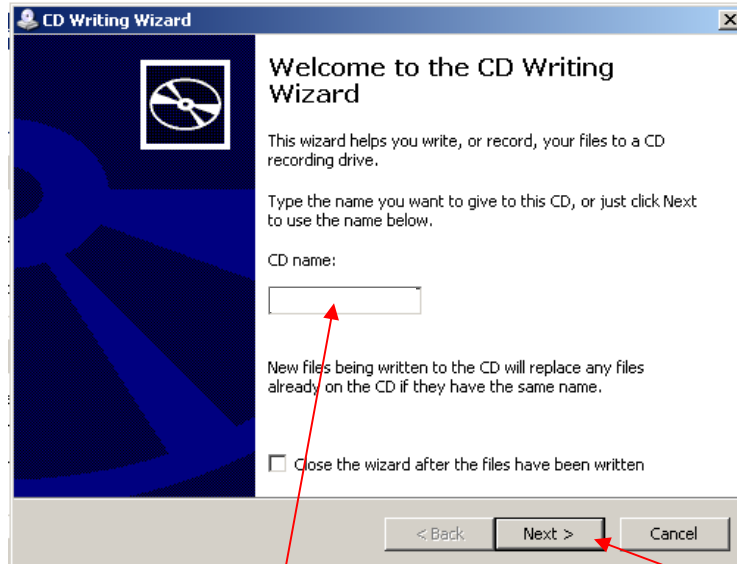 CD Writing Wizard
Welcome to the CD Writing
Wizard
This wizard helps you write, or record, your files to a CD
recording drive.
Type the name you want to give to this CD, or just click Next
to use the name below.
CD name:
New files being written to the CD will replace any files
already on the CD if they have the same name.
Close the wizard after the files have been written
< Back Next > Cancel